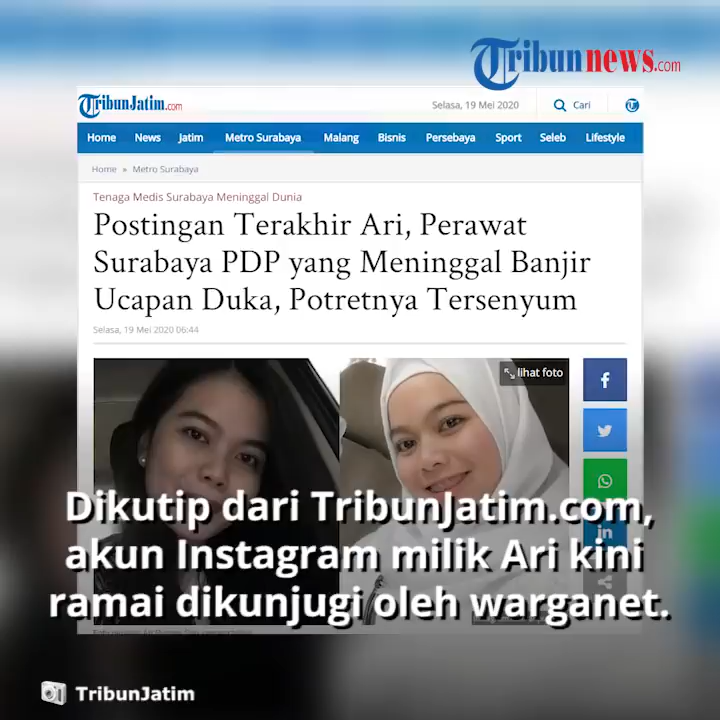 Tribunnews.com
TribunJatim.com
Selasa, 19 Mei 2020
Cari
Home News Jatim Metro Surabaya Malang Bisnis Persebaya Sport Seleb Lifestyle
Home » Metro Surabaya
Tenaga Medis Surabaya Meninggal Dunia
Postingan Terakhir Ari, Perawat
Surabaya PDP yang Meninggal Banjir
Ucapan Duka, Potretnya Tersenyum
Selasa, 19 Mei 2020 06:44
lihat foto
Dikutip dari TribunJatim.com,
akun Instagram milik Ari kini
ramai dikunjugi oleh warganet.
TribunJatim